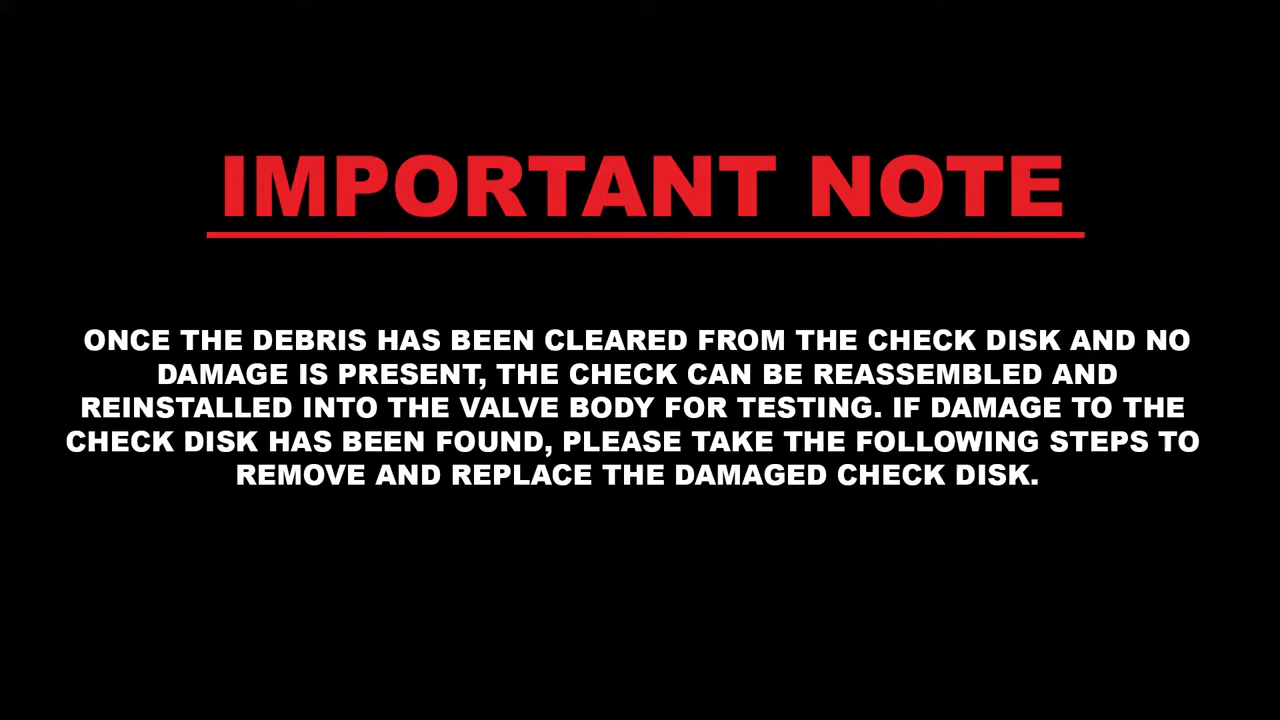 IMPORTANT NOTE
ONCE THE DEBRIS HAS BEEN CLEARED FROM THE CHECK DISK AND NO
DAMAGE IS PRESENT, THE CHECK CAN BE REASSEMBLED AND
REINSTALLED INTO THE VALVE BODY FOR TESTING. IF DAMAGE TO THE
CHECK DISK HAS BEEN FOUND, PLEASE TAKE THE FOLLOWING STEPS TO
REMOVE AND REPLACE THE DAMAGED CHECK DISK.